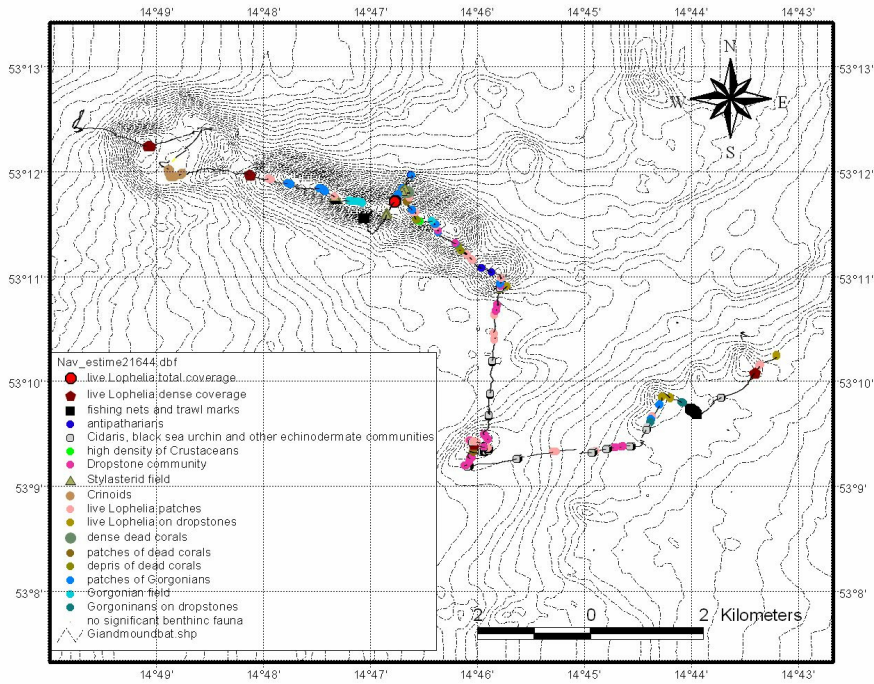 14°49' 14°48' 14°47' 14°46' 14°45' 14°44' 14°43'
53°13' 53°13'
N
W E
S
53°12' 53°12'
53°11' 53°11'
53°10' 53°10'
53°9' 53°9'
53°8' 53°8'
Nav_estime21644.dbf
live Lophelia total coverage
live Lophelia dense coverage
fishing nets and trawl marks
antipatharians
Cidaris, black sea urchin and other echinodermate communities
high density of Crustaceans
Dropstone community
Stylasterid field
Crinoids
live Lophelia patches
live Lophelia on dropstones
dense dead corals
patches of dead corals
depris of dead corals
patches of Gorgonians
Gorgonian field
Gorgoninans on dropstones
no significant benthinc fauna
Giandmoundbat.shp
2 0 2 Kilometers
14°49' 14°48' 14°47' 14°46' 14°45' 14°44' 14°43'